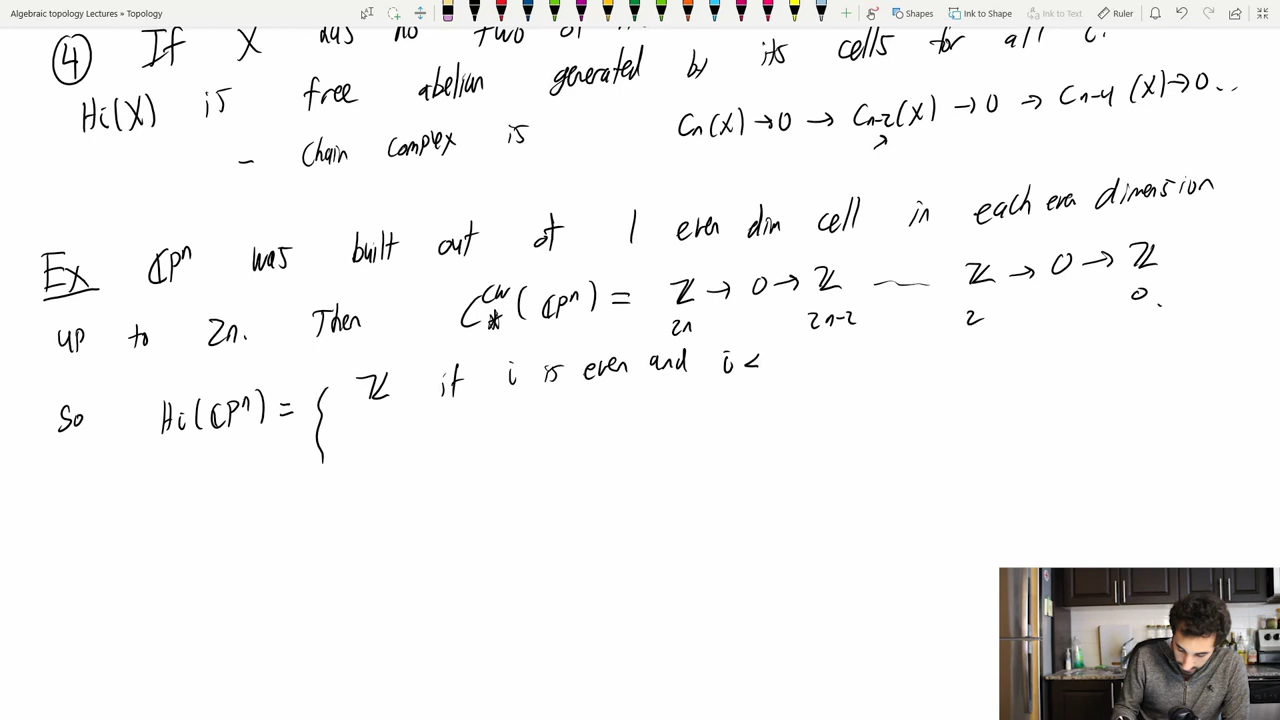 Algebraic topology Lectures » Topology
Shapes Ink to Shape Ink to Text Ruler
④ If X has no two of
Hi(X) is free abelian generated by its cells for all i.
- Chain complex is Cn(X) → 0 → Cn-2(X) → 0 → Cn-4(X) → 0 ..
Ex ℂPⁿ was built out of 1 even dim cell in each even dimension
up to 2n. Then C*^CW(ℂPⁿ) = ℤ → 0 → ℤ — ℤ → 0 → ℤ
2n 2n-2 2 0.
So Hi(ℂPⁿ) = { ℤ if i is even and i <